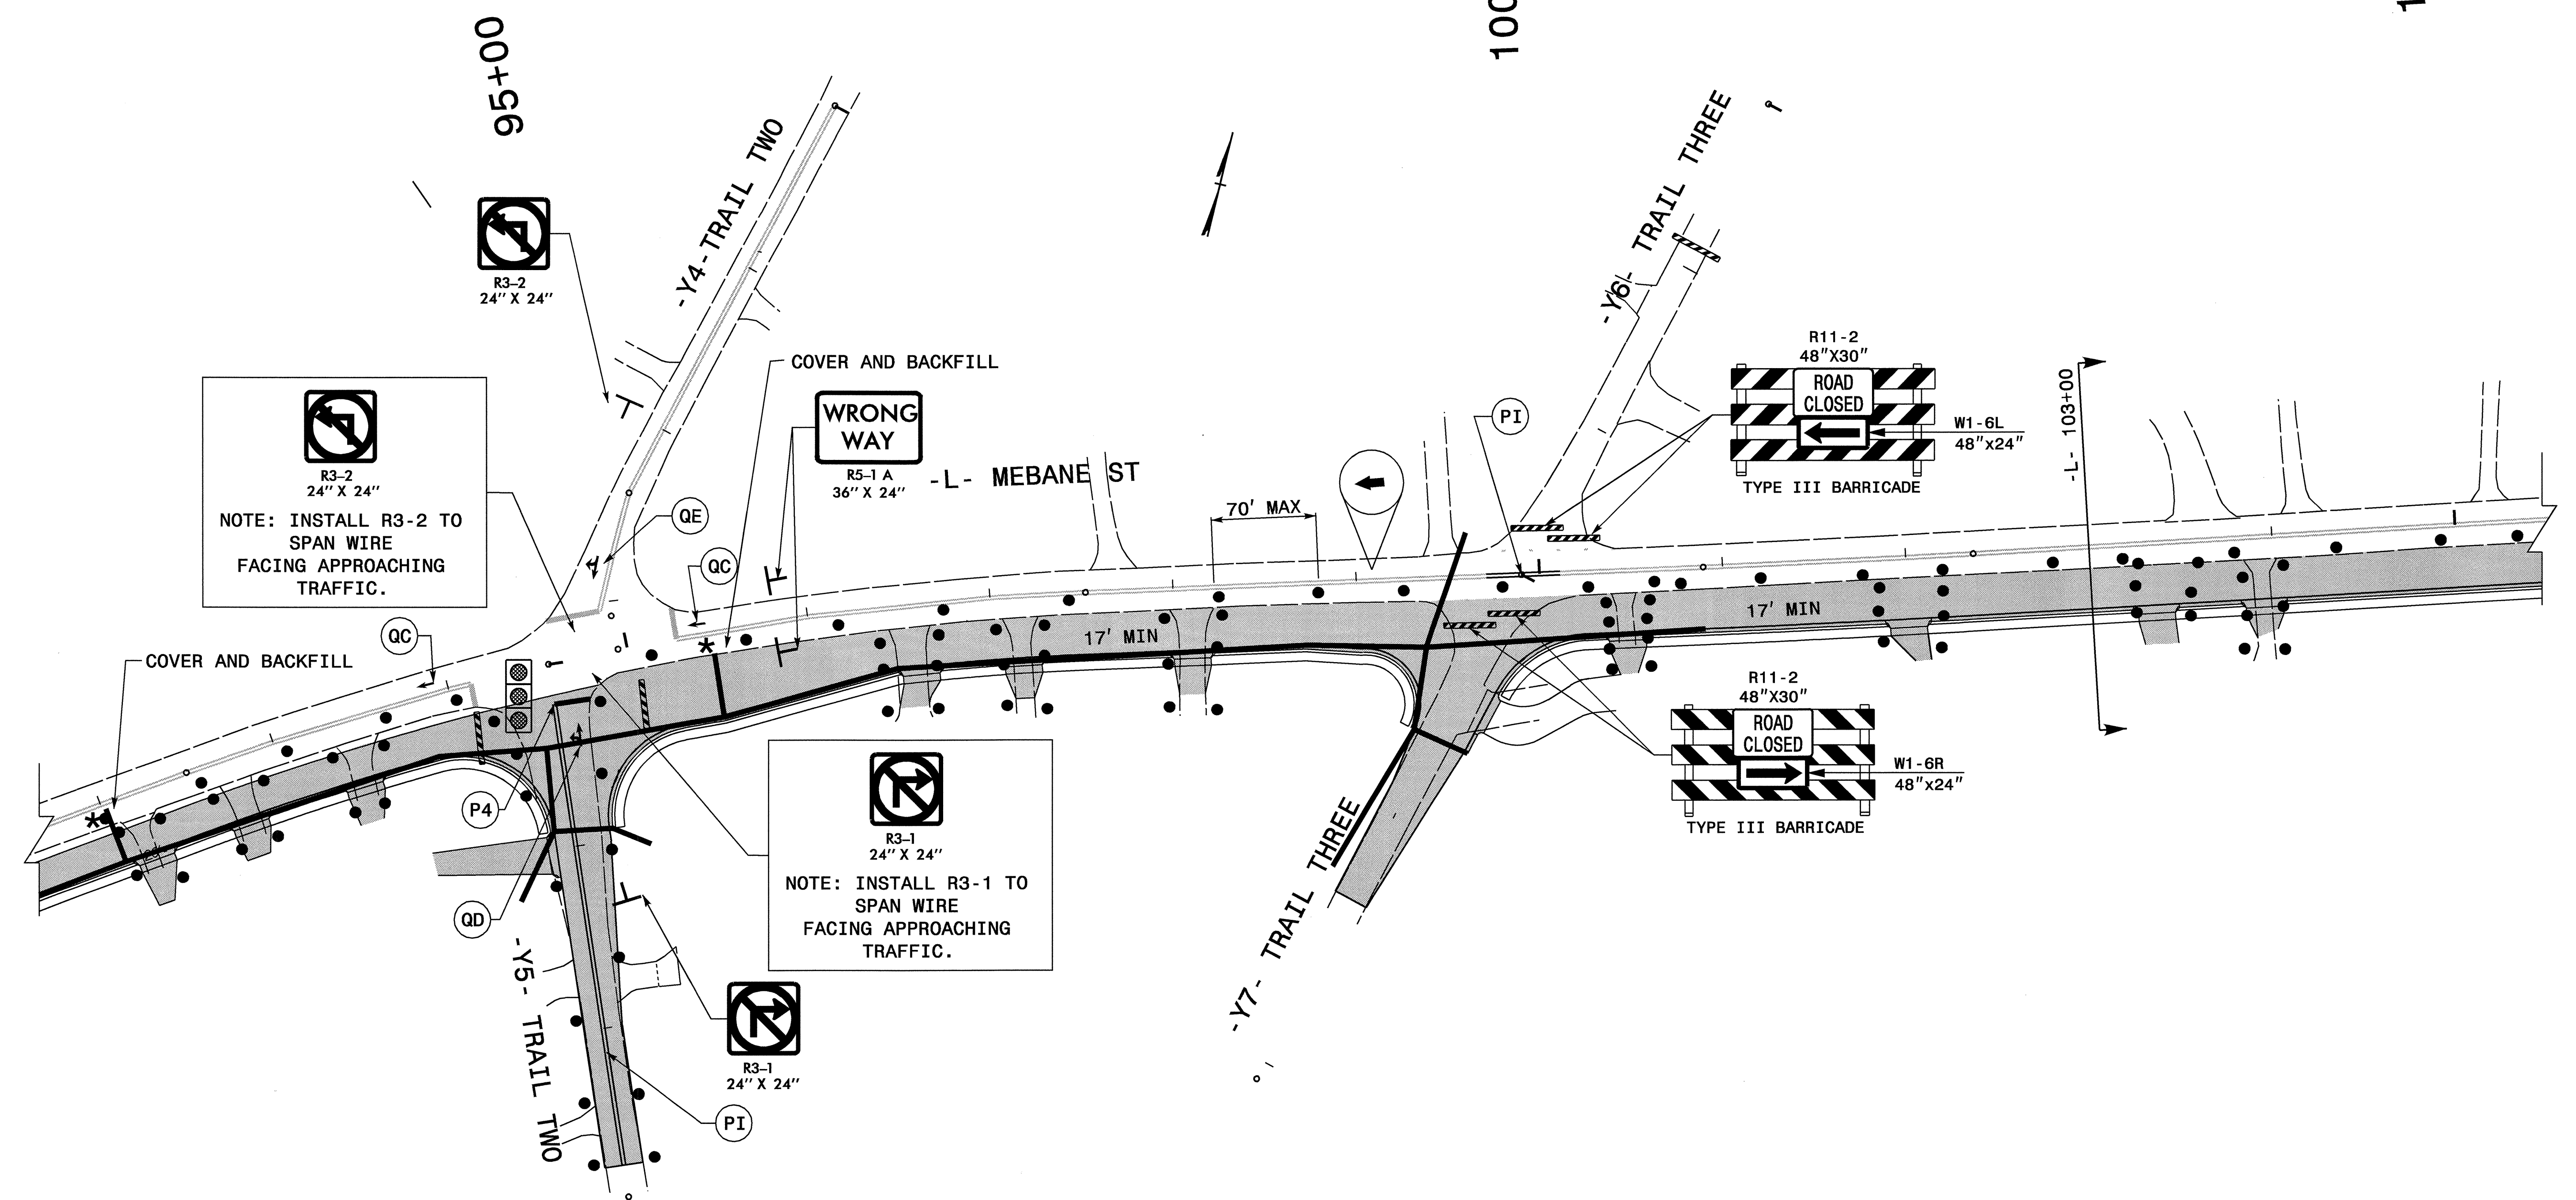 95+00
100
1
-Y4-TRAIL TWO
-Y6- TRAIL THREE
R3-2
24" X 24"
R3-2
24" X 24"
NOTE: INSTALL R3-2 TO
SPAN WIRE
FACING APPROACHING
TRAFFIC.
COVER AND BACKFILL
WRONG
WAY
R5-1 A
36" X 24"
-L- MEBANE ST
QE
QC
QC
COVER AND BACKFILL
70' MAX
PI
R11-2
48"X30"
ROAD
CLOSED
W1-6L
48"x24"
TYPE III BARRICADE
-L- 103+00
17' MIN
17' MIN
R11-2
48"X30"
ROAD
CLOSED
W1-6R
48"x24"
TYPE III BARRICADE
P4
QD
R3-1
24" X 24"
NOTE: INSTALL R3-1 TO
SPAN WIRE
FACING APPROACHING
TRAFFIC.
R3-1
24" X 24"
PI
-Y5- TRAIL TWO
-Y7- TRAIL THREE